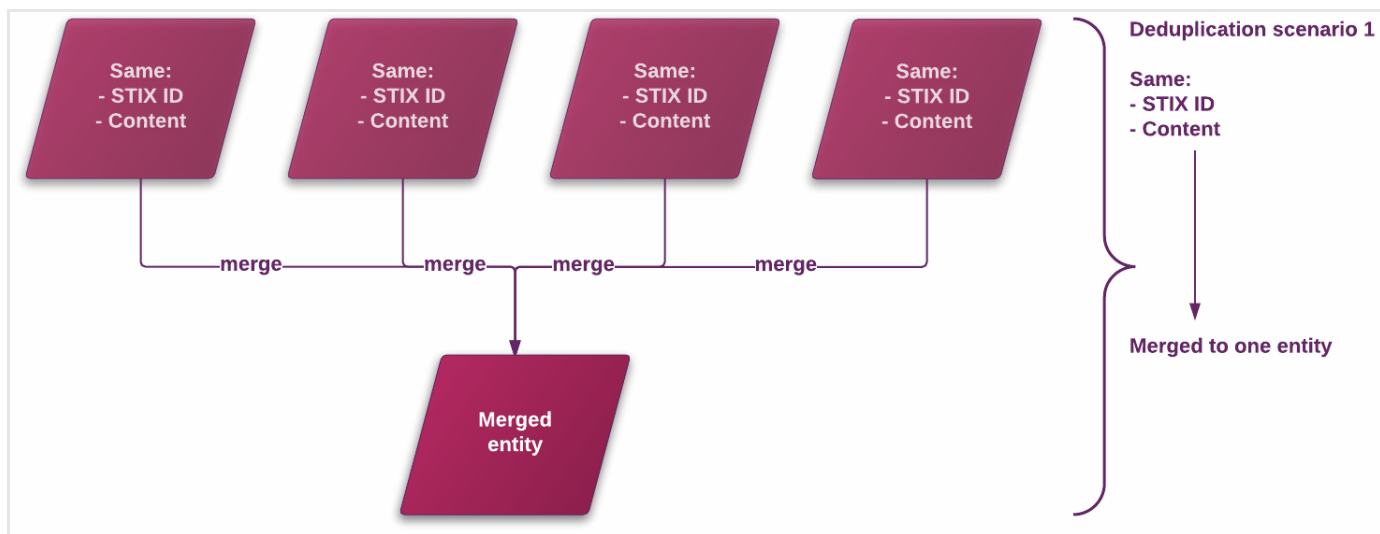 Same:
- STIX ID
- Content
Same:
- STIX ID
- Content
Same:
- STIX ID
- Content
Same:
- STIX ID
- Content
merge
merge
merge
merge
Merged
entity
Deduplication scenario 1
Same:
- STIX ID
- Content
Merged to one entity